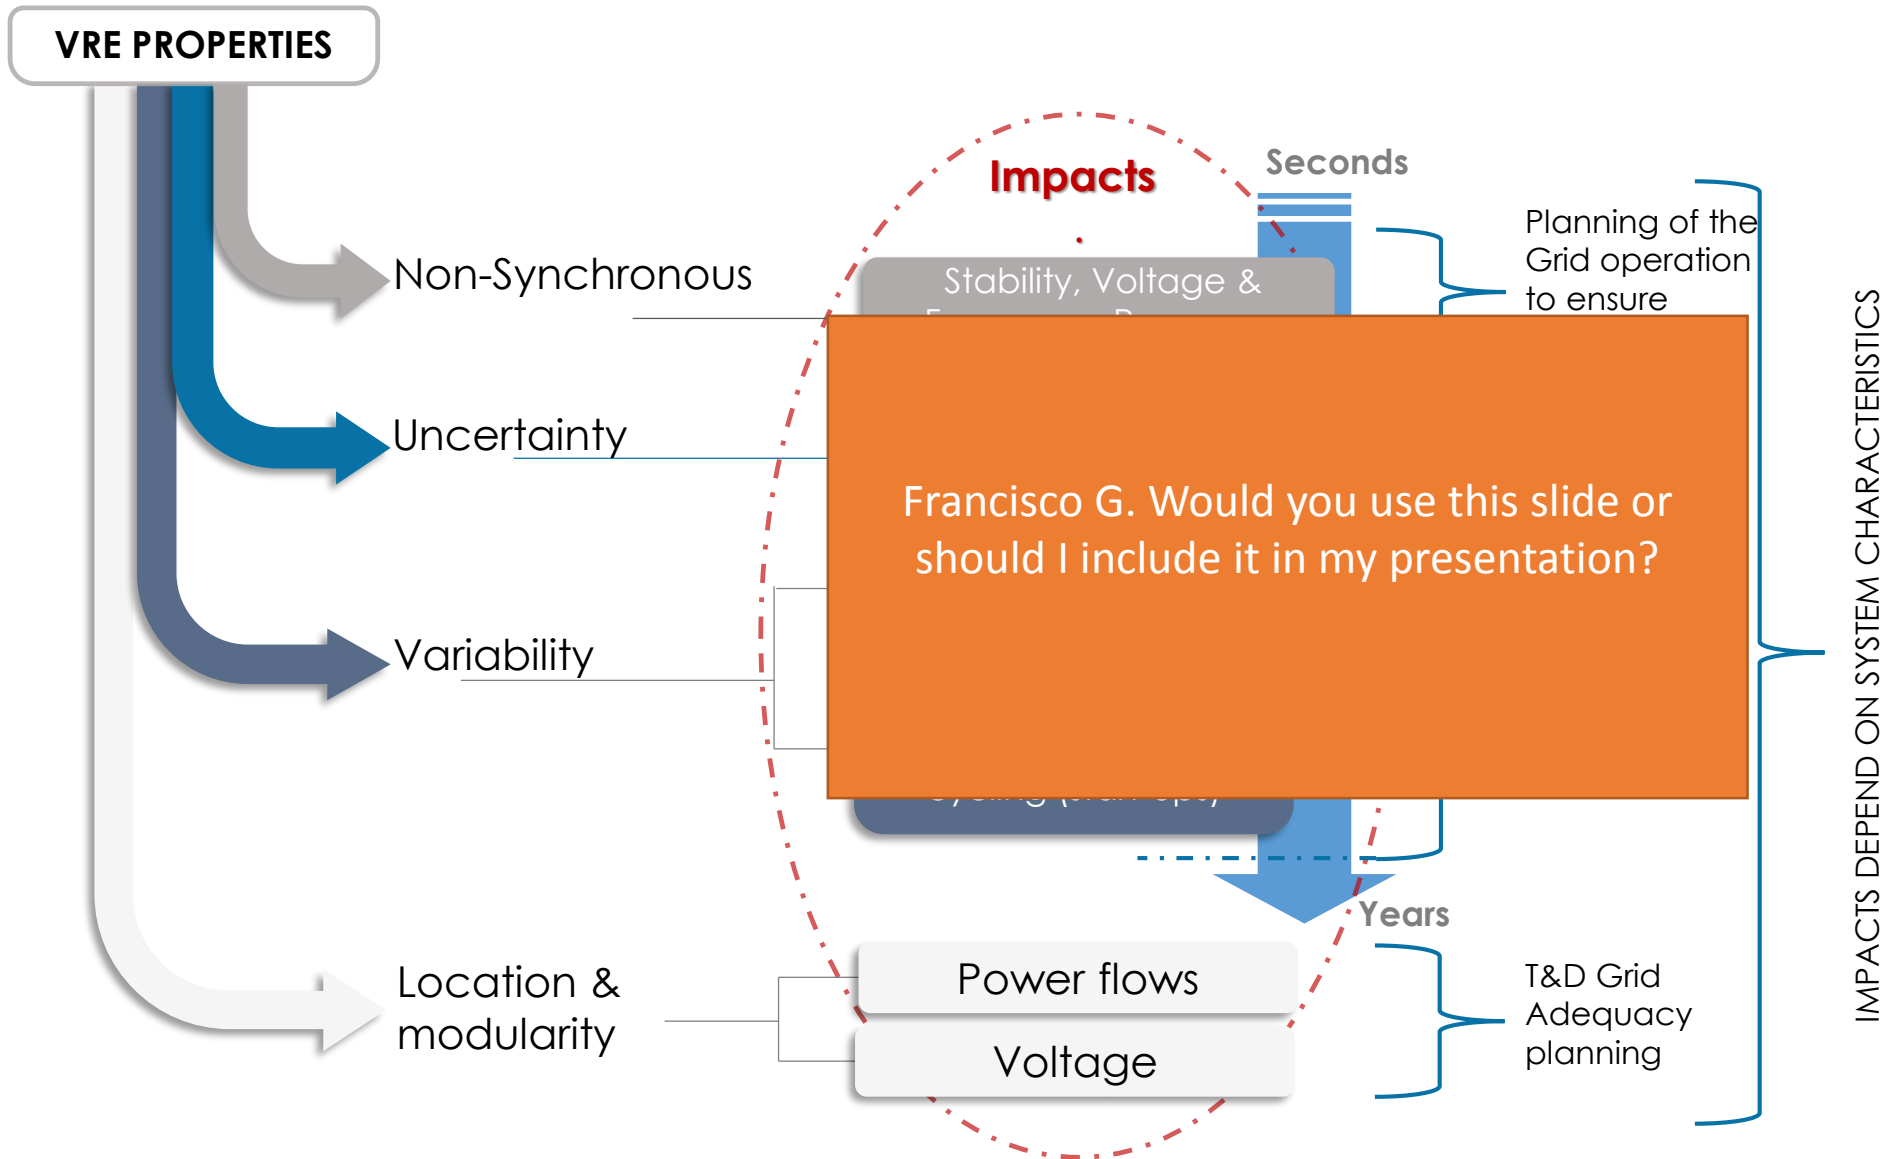 VRE PROPERTIES
Impacts
.
Seconds
Non-Synchronous
Stability, Voltage &
Planning of the
Grid operation
to ensure
Uncertainty
Francisco G. Would you use this slide or
should I include it in my presentation?
Variability
Years
Location &
modularity
Power flows
Voltage
T&D Grid
Adequacy
planning
IMPACTS DEPEND ON SYSTEM CHARACTERISTICS